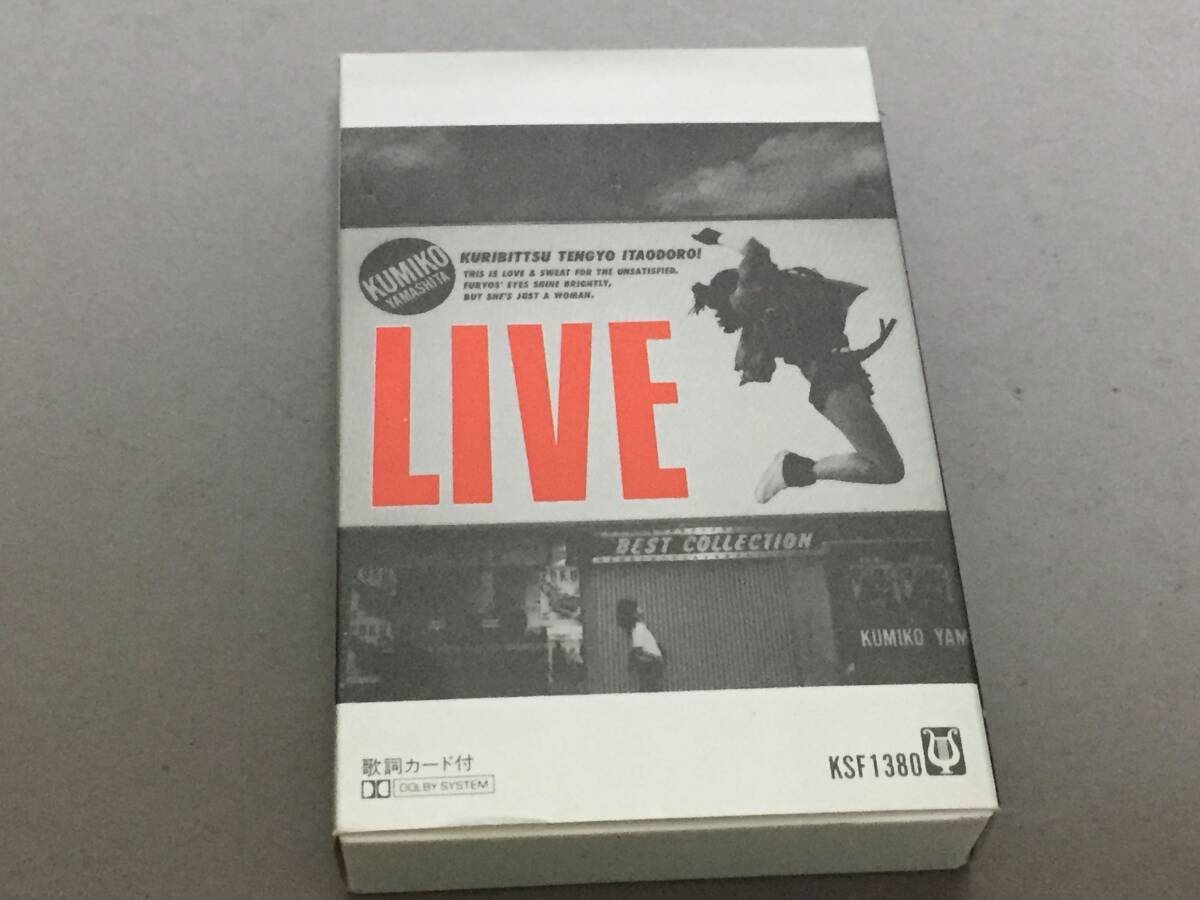 KUMIKO
YAMASHITA
KURIBITTSU TENGYO ITAODORO!
THIS IS LOVE & SWEAT FOR THE UNSATISFIED.
FURYOS' EYES SHINE BRIGHTLY,
BUT SHE'S JUST A WOMAN.
LIVE
BEST COLLECTION
KUMIKO YAM
歌詞カード付
DOLBY SYSTEM
KSF1380